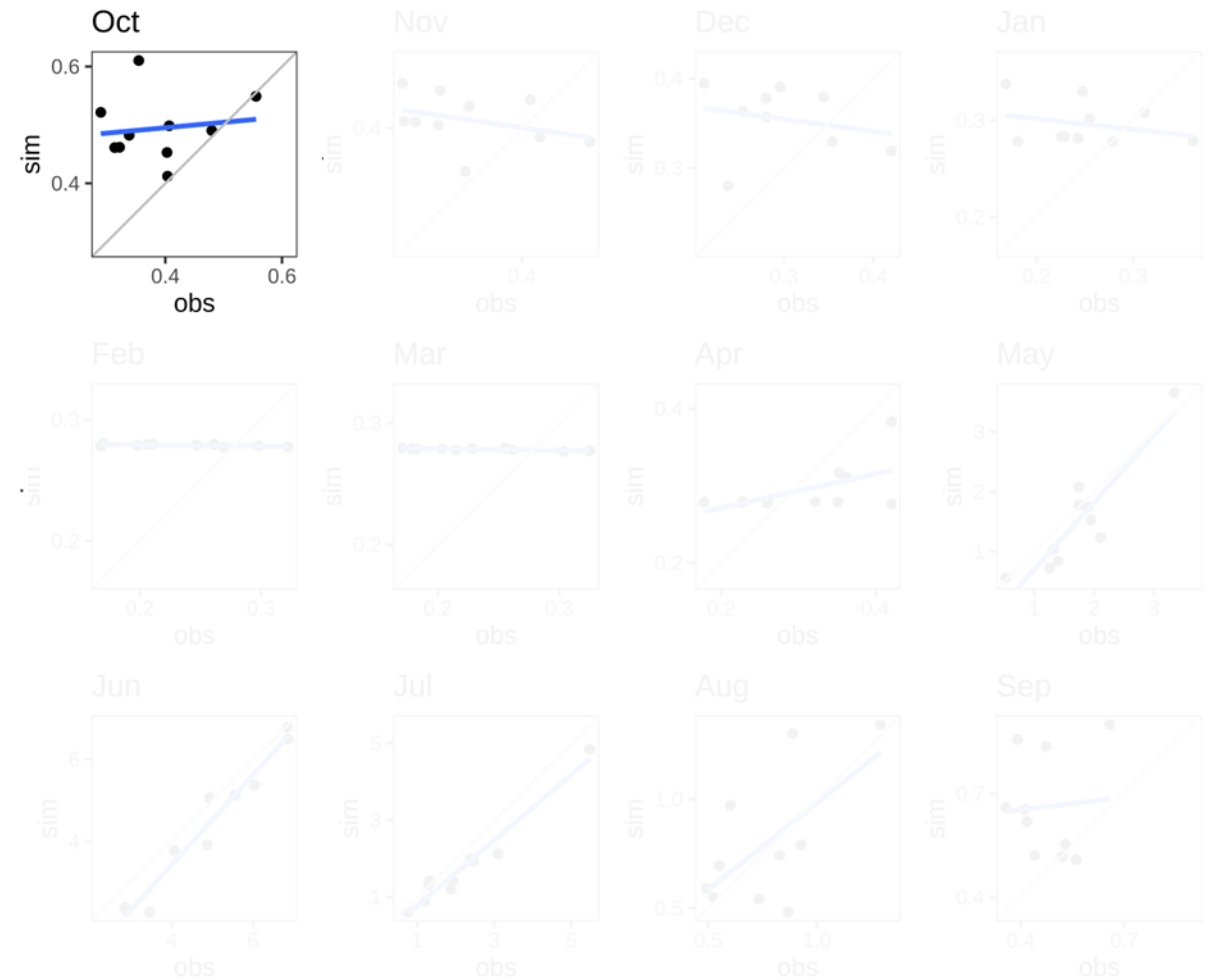 Oct Nov Dec Jan
0.6
0.4
sim
0.4 0.6
obs
0.4
sim
0.4
obs
0.4
0.3
sim
0.3 0.4
obs
0.3
0.2
sim
0.2 0.3
obs
Feb Mar Apr May
0.3
0.2
sim
0.2 0.3
obs
0.3
0.2
sim
0.2 0.3
obs
0.4
0.2
sim
0.2 0.4
obs
3
2
1
sim
1 2 3
obs
Jun Jul Aug Sep
6
4
sim
4 6
obs
5
3
1
sim
1 3 5
obs
1.0
0.5
sim
0.5 1.0
obs
0.7
0.4
sim
0.4 0.7
obs